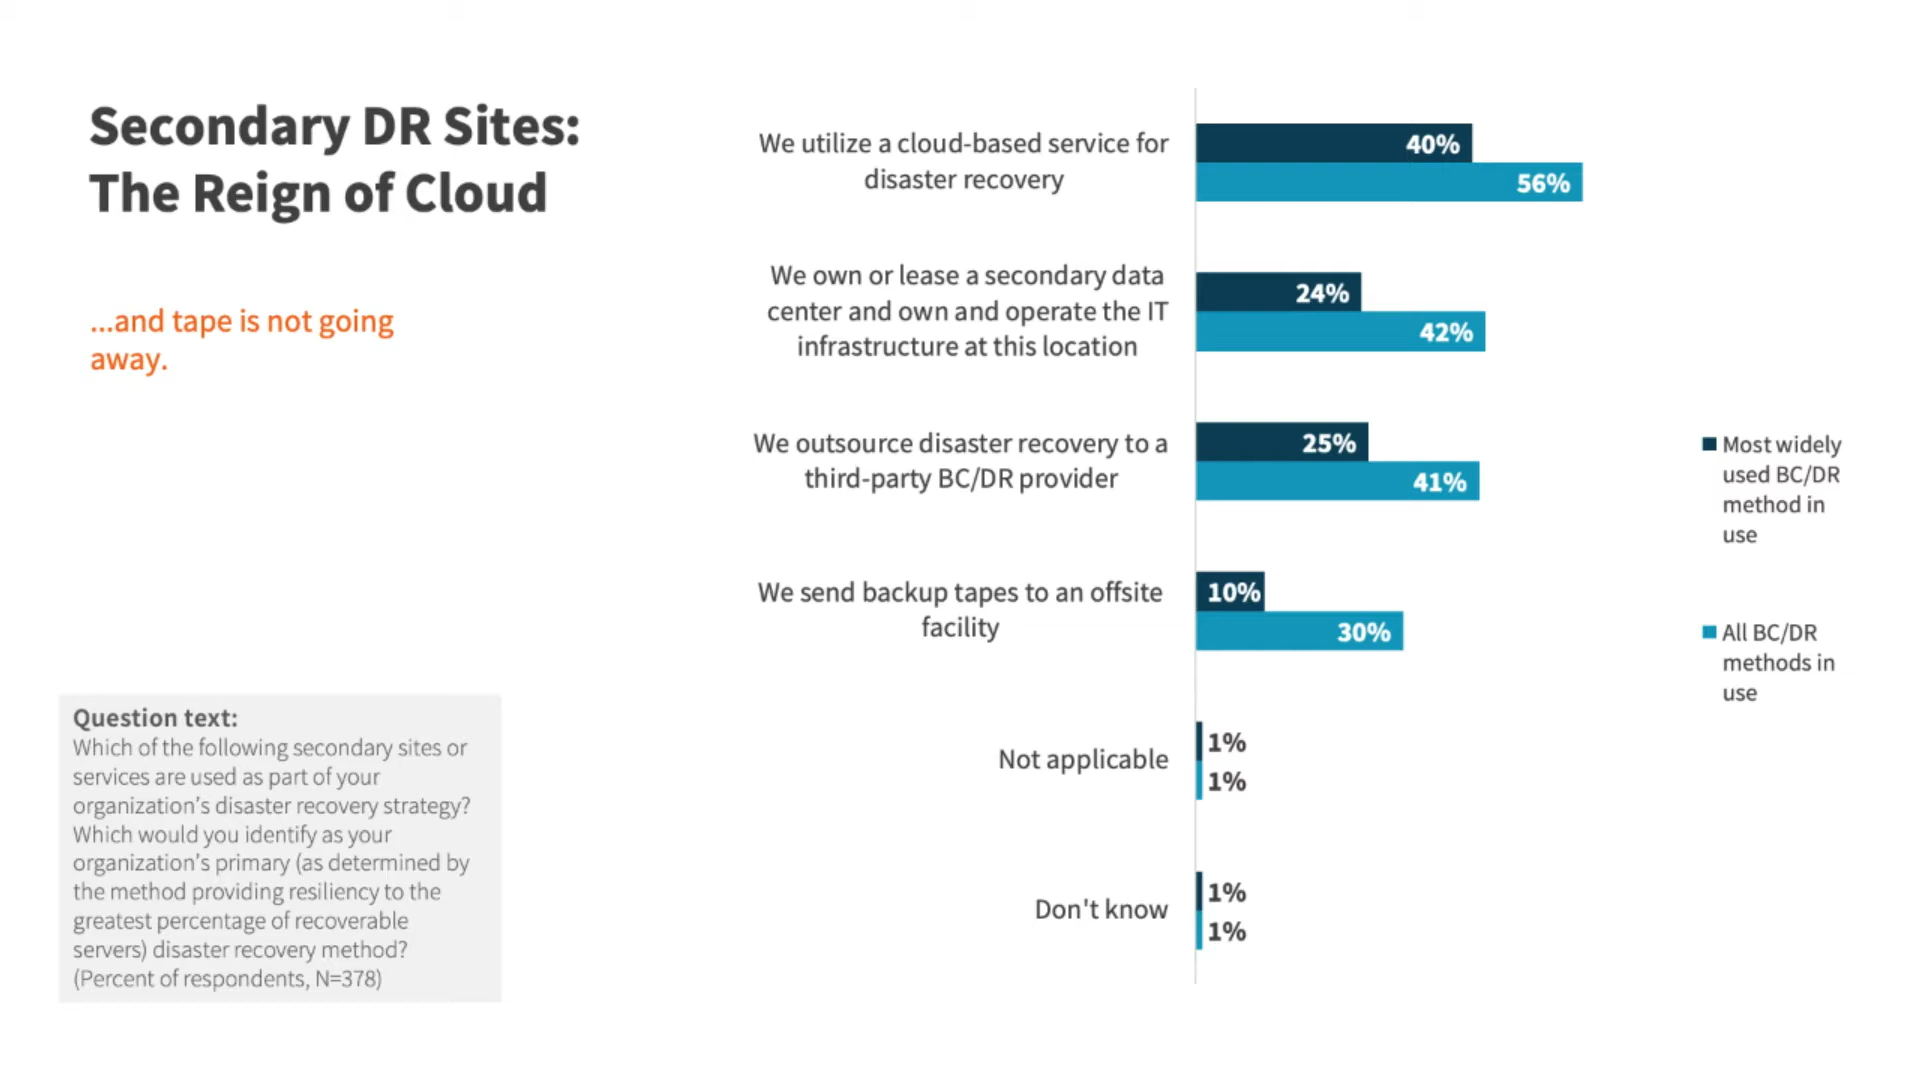 Secondary DR Sites:
The Reign of Cloud
...and tape is not going
away.
Question text:
Which of the following secondary sites or
services are used as part of your
organization's disaster recovery strategy?
Which would you identify as your
organization's primary (as determined by
the method providing resiliency to the
greatest percentage of recoverable
servers) disaster recovery method?
(Percent of respondents, N=378)
We utilize a cloud-based service for
disaster recovery
40%
56%
We own or lease a secondary data
center and own and operate the IT
infrastructure at this location
24%
42%
We outsource disaster recovery to a
third-party BC/DR provider
25%
41%
We send backup tapes to an offsite
facility
10%
30%
Not applicable
1%
1%
Don't know
1%
1%
Most widely
used BC/DR
method in
use
All BC/DR
methods in
use